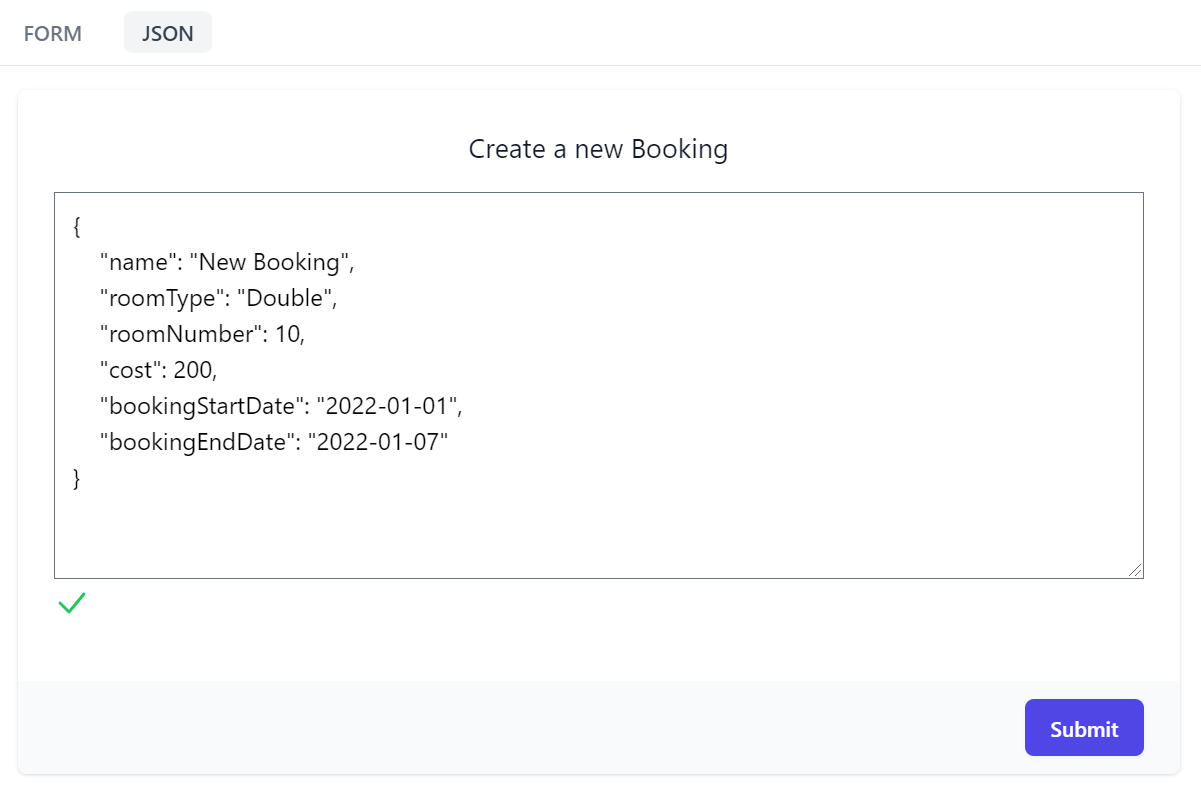 FORM JSON
Create a new Booking
{
"name": "New Booking",
"roomType": "Double",
"roomNumber": 10,
"cost": 200,
"bookingStartDate": "2022-01-01",
"bookingEndDate": "2022-01-07"
}
Submit